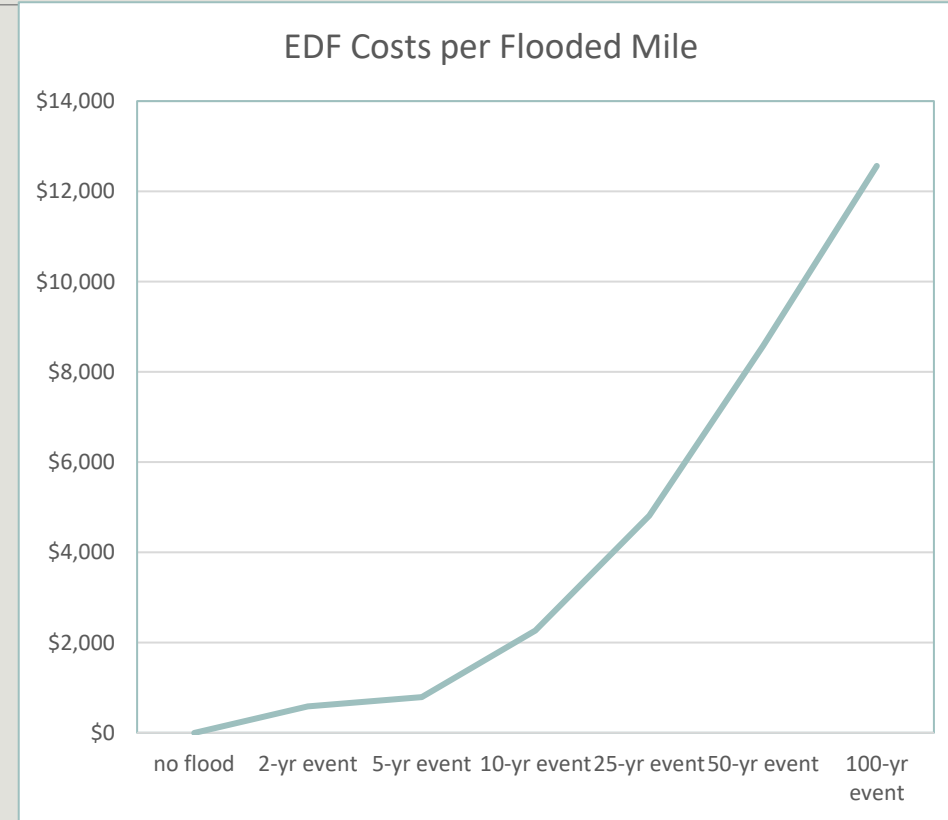 EDF Costs per Flooded Mile
$14,000
$12,000
$10,000
$8,000
$6,000
$4,000
$2,000
$0
no flood 2-yr event 5-yr event 10-yr event 25-yr event 50-yr event 100-yr
event